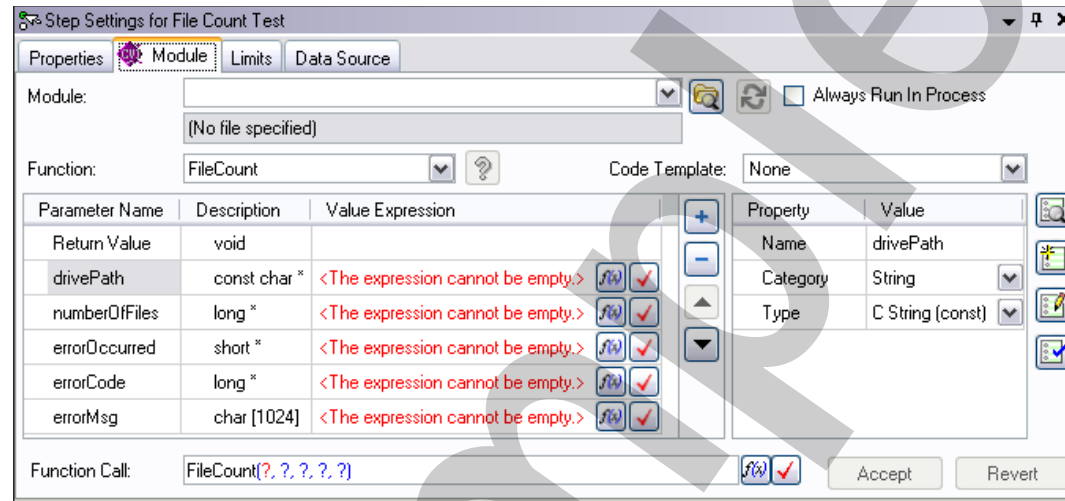 Step Settings for File Count Test
Properties Module Limits Data Source
Module: Always Run In Process
(No file specified)
Function: FileCount Code Template: None
Parameter Name Description Value Expression Property Value
Return Value void Name drivePath
drivePath const char * <The expression cannot be empty.> f(x) Category String
numberOfFiles long * <The expression cannot be empty.> f(x) Type C String (const)
errorOccurred short * <The expression cannot be empty.> f(x)
errorCode long * <The expression cannot be empty.> f(x)
errorMsg char [1024] <The expression cannot be empty.> f(x)
Function Call: FileCount(?, ?, ?, ?, ?) f(x) Accept Revert